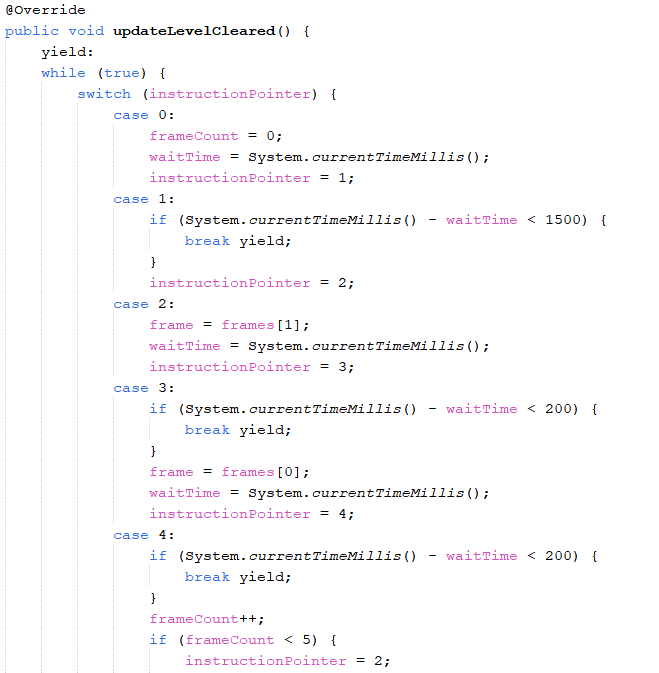 @Override
public void updateLevelCleared() {
    yield:
    while (true) {
        switch (instructionPointer) {
            case 0:
                frameCount = 0;
                waitTime = System.currentTimeMillis();
                instructionPointer = 1;
            case 1:
                if (System.currentTimeMillis() - waitTime < 1500) {
                    break yield;
                }
                instructionPointer = 2;
            case 2:
                frame = frames[1];
                waitTime = System.currentTimeMillis();
                instructionPointer = 3;
            case 3:
                if (System.currentTimeMillis() - waitTime < 200) {
                    break yield;
                }
                frame = frames[0];
                waitTime = System.currentTimeMillis();
                instructionPointer = 4;
            case 4:
                if (System.currentTimeMillis() - waitTime < 200) {
                    break yield;
                }
                frameCount++;
                if (frameCount < 5) {
                    instructionPointer = 2;